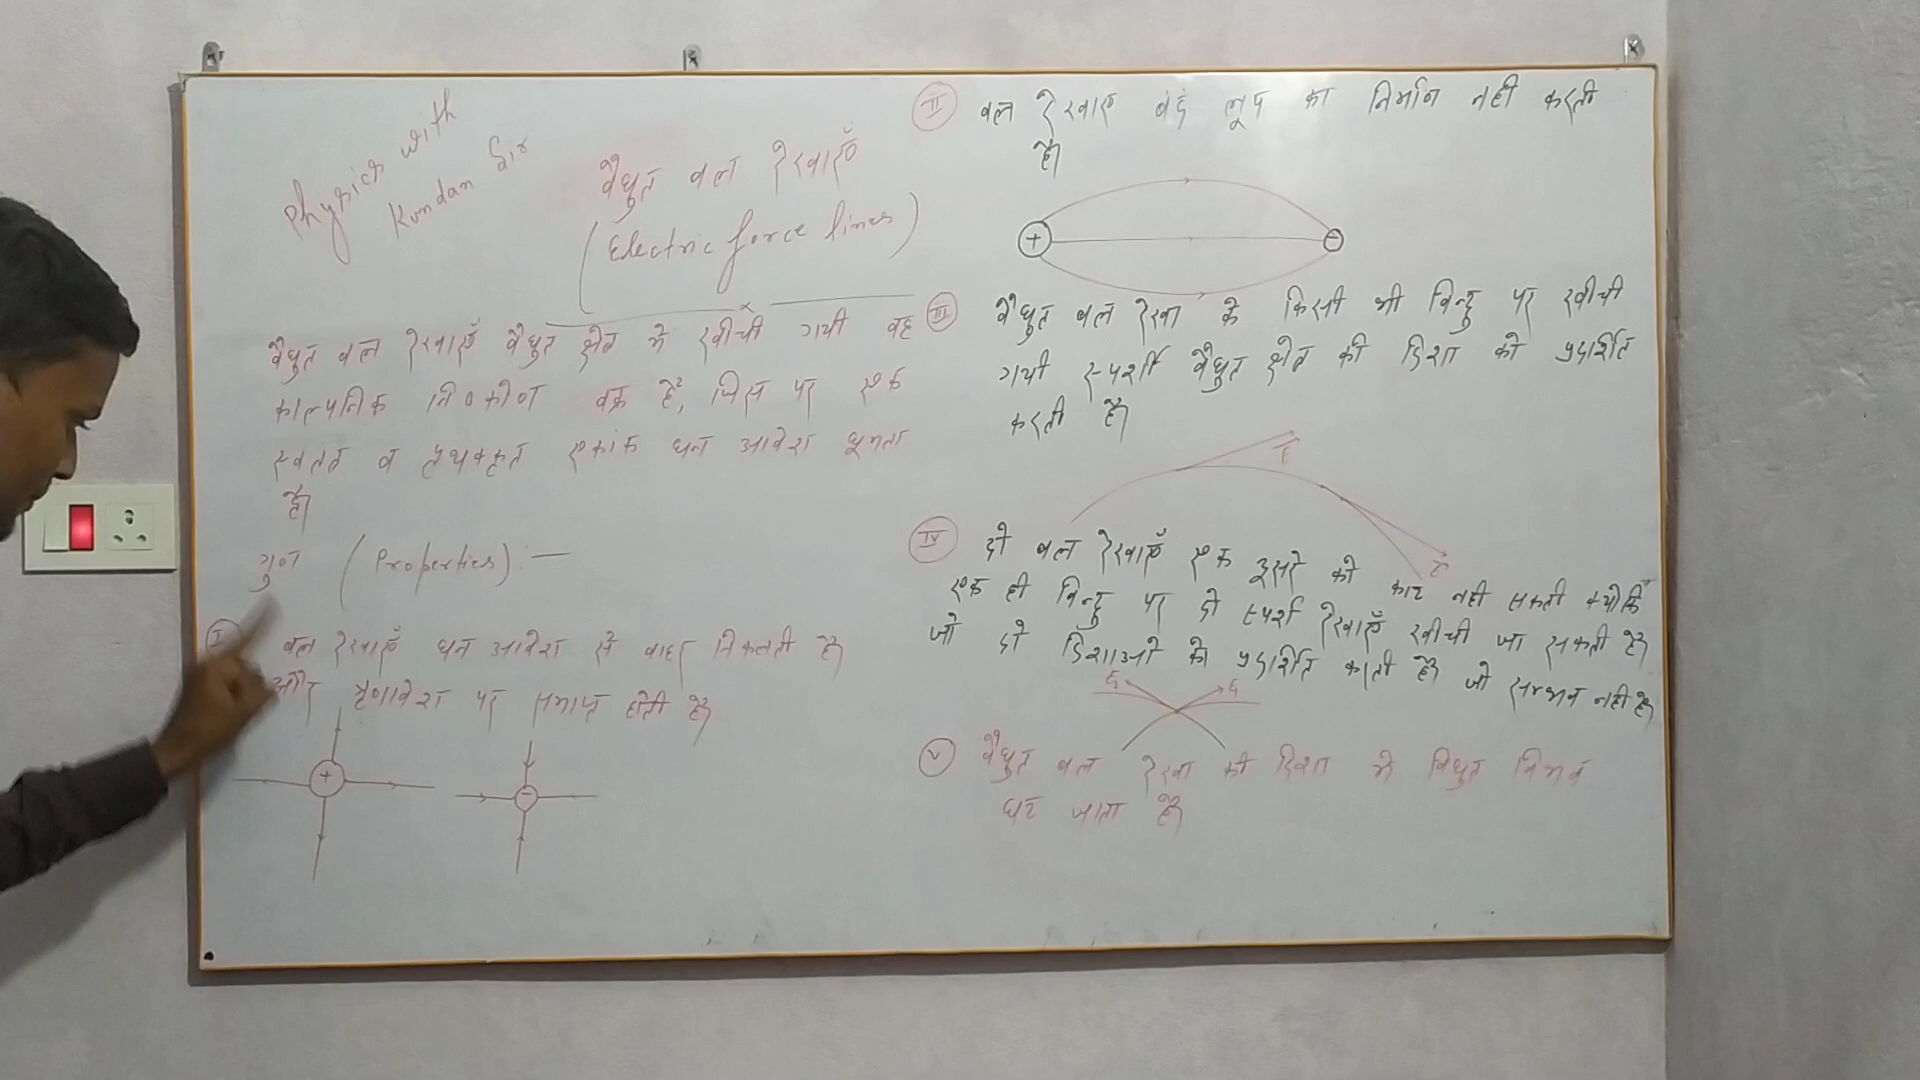 Physics with
Kundan Sir
वैधुत बल रेखाएँ
(Electric force lines)
वैधुत बल रेखाएँ वैधुत क्षेत्र मे खीची गयी वह
काल्पनिक निष्कोण वक्र है, जिस पर एक
स्वतंत्र व पृथक्कृत एकांक धन आवेश घूमता
है।
गुण (Properties) :—
I बल रेखाएँ धन आवेश से बाहर निकलती है।
और ऋणावेश पर समाप्त होती है।
+
-
II बल रेखाए बंद लूप का निर्माण नही करती
है।
+ -
III वैधुत बल रेखा के किसी भी बिन्दु पर खीची
गयी स्पर्शी वैधुत क्षेत्र की दिशा को प्रदर्शित
करती है।
E
E
IV दो बल रेखाएँ एक दूसरे को काट नही सकती क्योकि
एक ही बिन्दु पर दो स्पर्श रेखाएँ खीची जा सकती है।
जो दो दिशाओ को प्रदर्शित करती है। जो सम्भव नही है।
E₂ E₁
V वैधुत बल रेखा की दिशा मे विधुत विभव
घट जाता है।